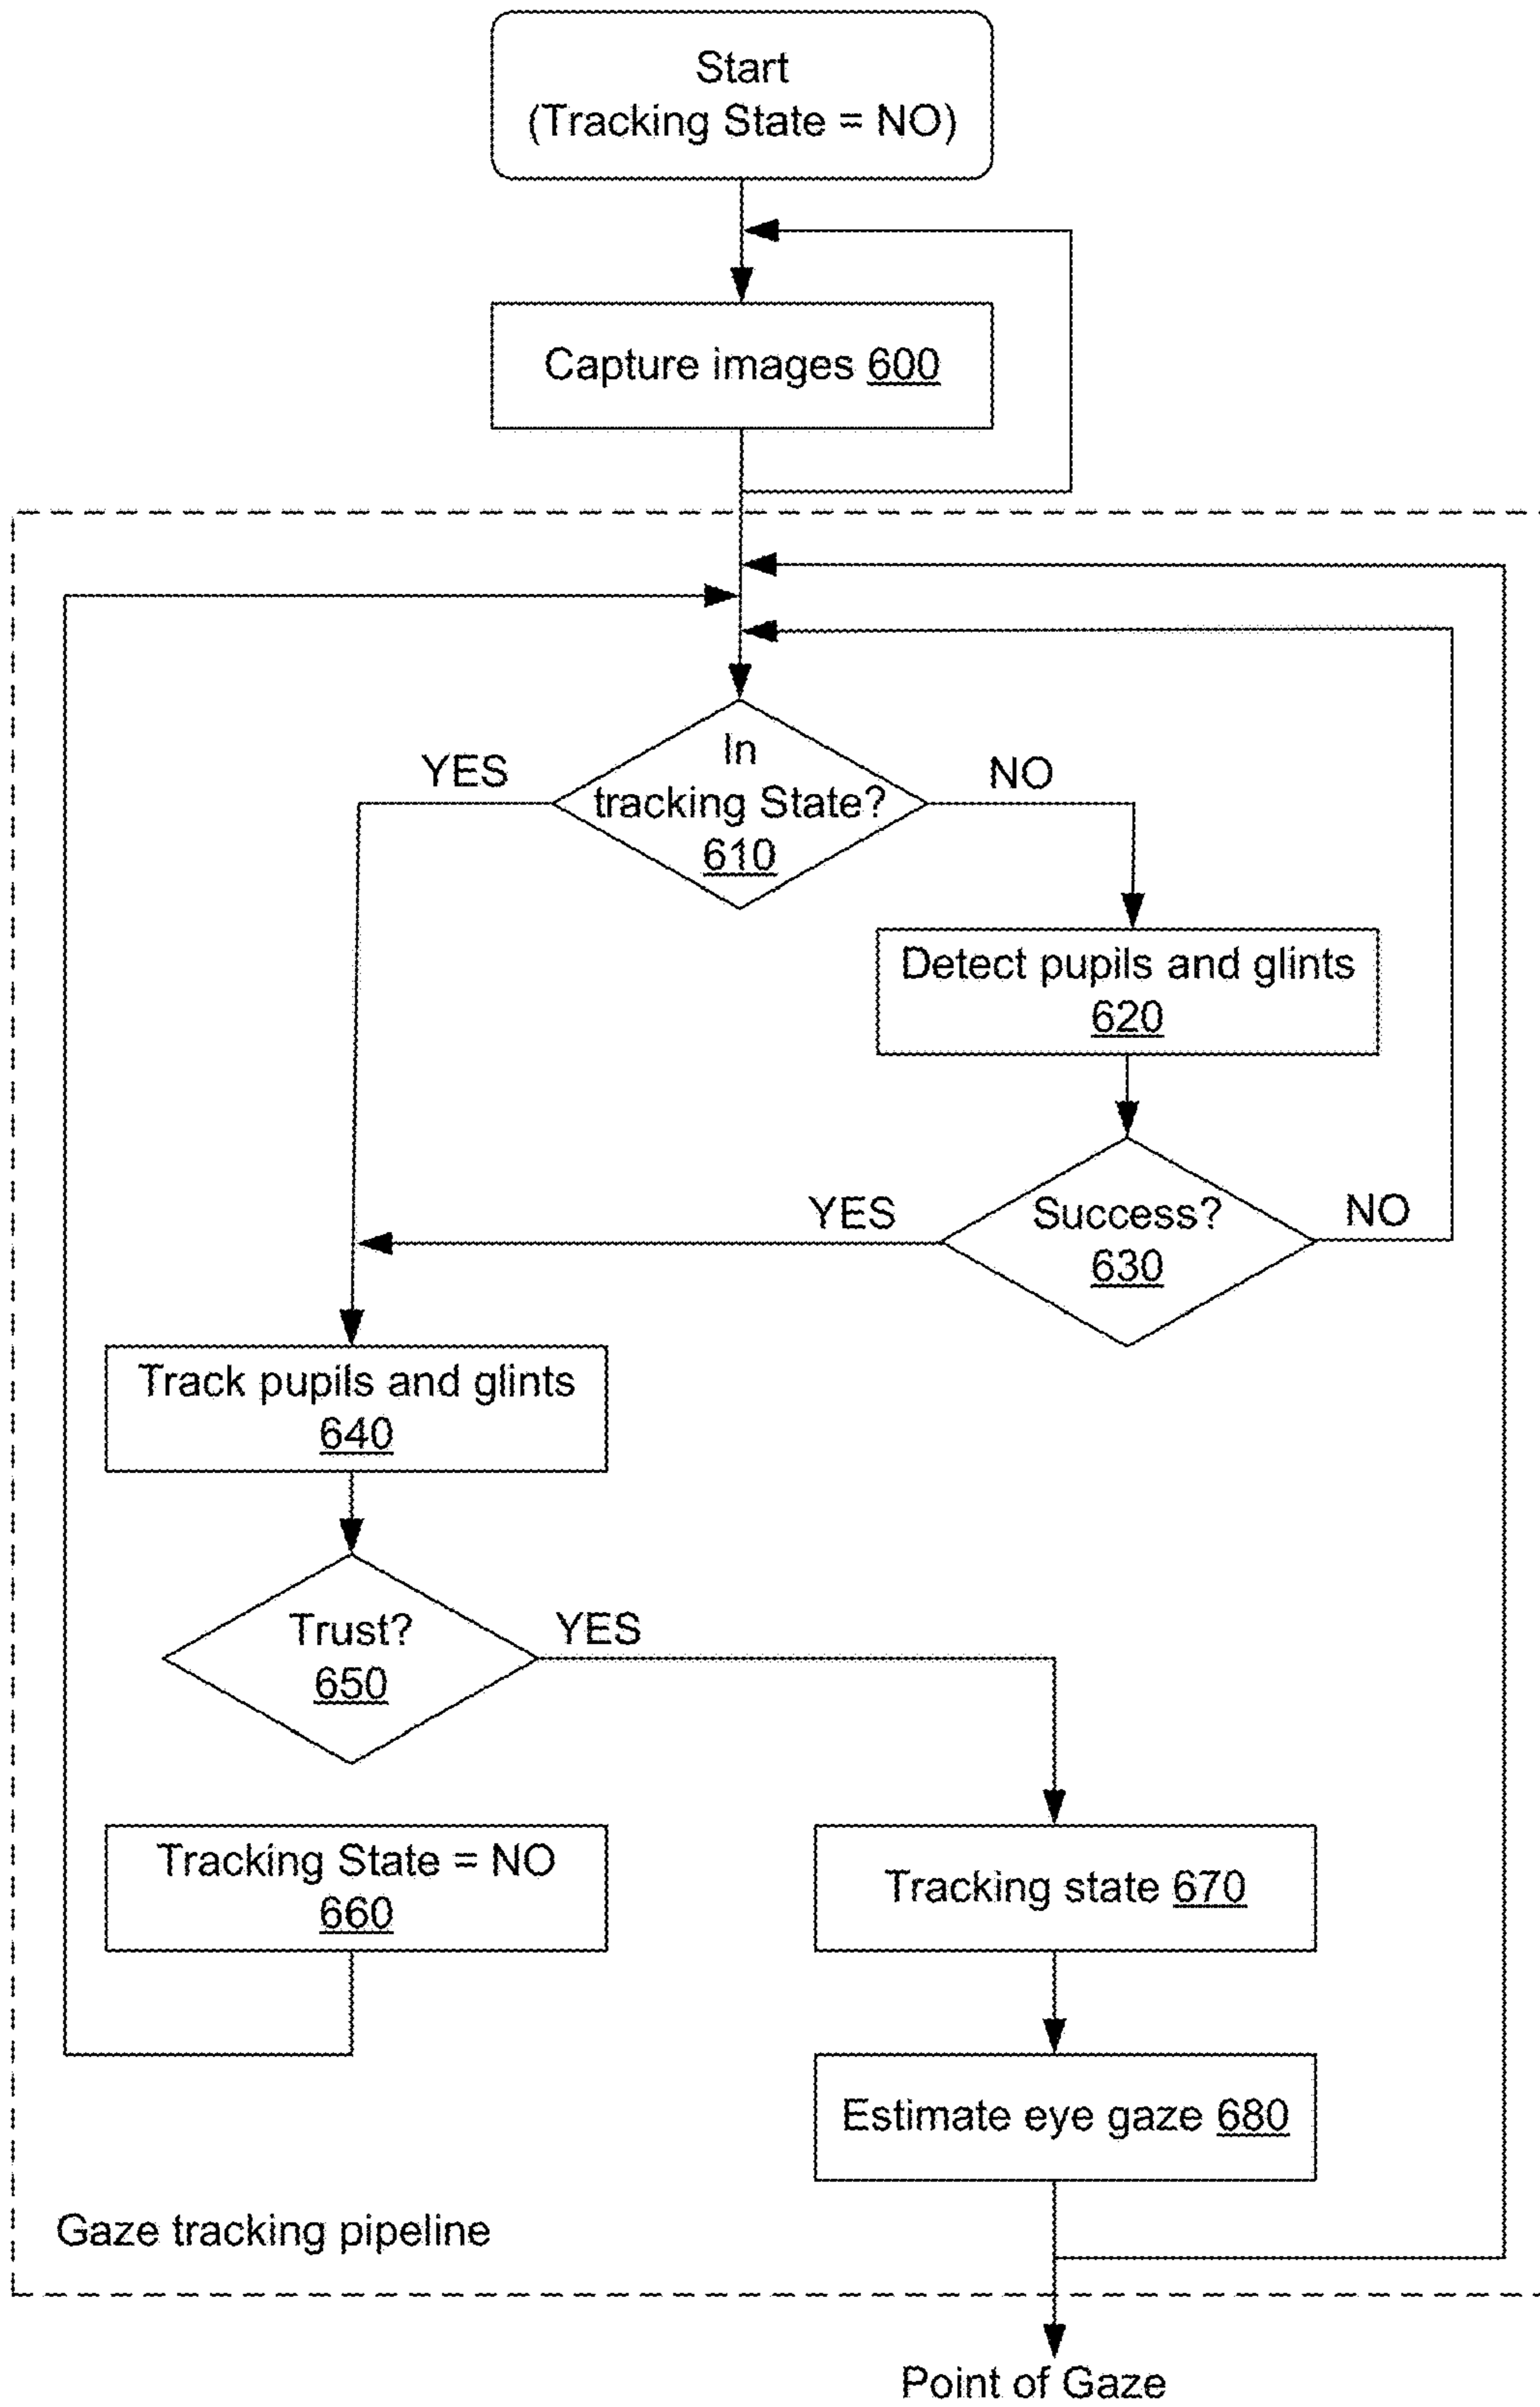 Start
(Tracking State = NO)
Capture images 600
In
tracking State?
610
YES
NO
Detect pupils and glints
620
Success?
630
YES
NO
Track pupils and glints
640
Trust?
650
YES
Tracking State = NO
660
Tracking state 670
Estimate eye gaze 680
Gaze tracking pipeline
Point of Gaze